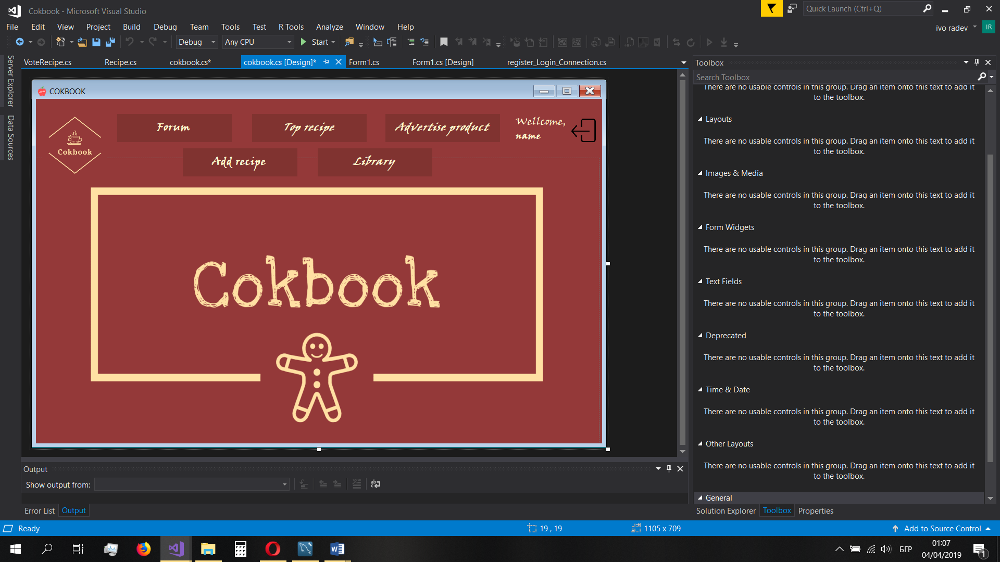 Cokbook - Microsoft Visual Studio
Quick Launch (Ctrl+Q)
File Edit View Project Build Debug Team Tools Test R Tools Analyze Window Help
ivo radev IR
Debug Any CPU Start
Server Explorer
Data Sources
VoteRecipe.cs Recipe.cs cokbook.cs* cokbook.cs [Design]* Form1.cs Form1.cs [Design] register_Login_Connection.cs
COKBOOK
Cokbook
Forum
Top recipe
Advertise product
Wellcome,
name
Add recipe
Library
Cokbook
Output
Show output from:
Error List Output
Toolbox
Search Toolbox
There are no usable controls in this group. Drag an item onto this text to add it
to the toolbox.
Layouts
There are no usable controls in this group. Drag an item onto this text to add it
to the toolbox.
Images & Media
There are no usable controls in this group. Drag an item onto this text to add it
to the toolbox.
Form Widgets
There are no usable controls in this group. Drag an item onto this text to add it
to the toolbox.
Text Fields
There are no usable controls in this group. Drag an item onto this text to add it
to the toolbox.
Deprecated
There are no usable controls in this group. Drag an item onto this text to add it
to the toolbox.
Time & Date
There are no usable controls in this group. Drag an item onto this text to add it
to the toolbox.
Other Layouts
There are no usable controls in this group. Drag an item onto this text to add it
to the toolbox.
General
Solution Explorer Toolbox Properties
Ready
19 , 19
1105 x 709
Add to Source Control
БГР
01:07
04/04/2019
1